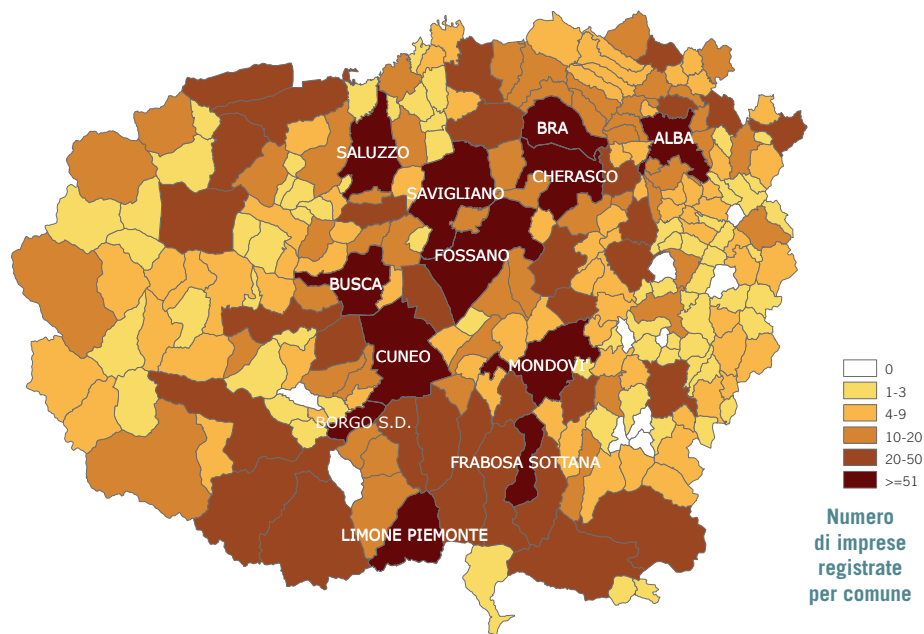 BRA
ALBA
SALUZZO
CHERASCO
SAVIGLIANO
FOSSANO
BUSCA
CUNEO
MONDOVI'
BORGO S.D.
FRABOSA SOTTANA
LIMONE PIEMONTE
0
1-3
4-9
10-20
20-50
>=51
Numero
di imprese
registrate
per comune